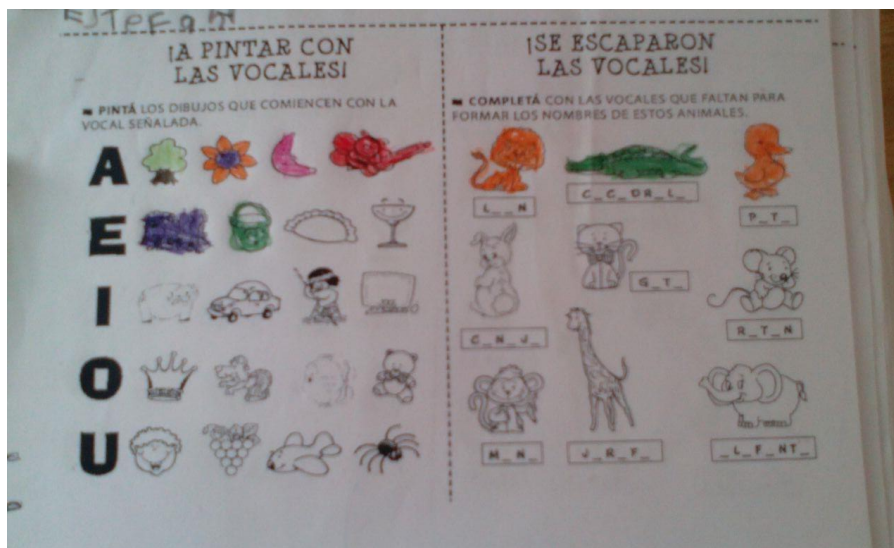 ESTEFANI
¡A PINTAR CON
LAS VOCALES!
PINTÁ LOS DIBUJOS QUE COMIENCEN CON LA
VOCAL SEÑALADA.
A
E
I
O
U
¡SE ESCAPARON
LAS VOCALES!
COMPLETÁ CON LAS VOCALES QUE FALTAN PARA
FORMAR LOS NOMBRES DE ESTOS ANIMALES.
L_ _N
C_C_DR_L_
P_T_
G_T_
C_N_J_
R_T_N
M_N_
J_R_F_
_L_F_NT_